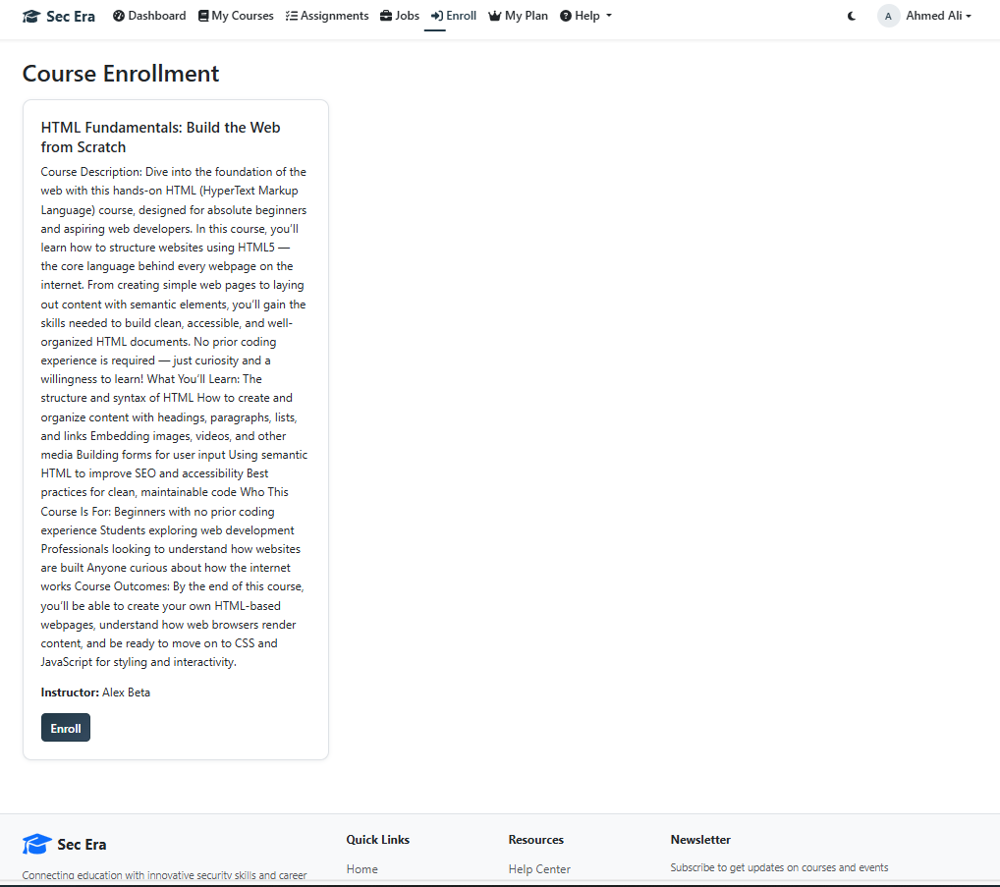 Sec Era Dashboard My Courses Assignments Jobs Enroll My Plan Help A Ahmed Ali
Course Enrollment
HTML Fundamentals: Build the Web
from Scratch
Course Description: Dive into the foundation of the
web with this hands-on HTML (HyperText Markup
Language) course, designed for absolute beginners
and aspiring web developers. In this course, you’ll
learn how to structure websites using HTML5 —
the core language behind every webpage on the
internet. From creating simple web pages to laying
out content with semantic elements, you’ll gain the
skills needed to build clean, accessible, and well-
organized HTML documents. No prior coding
experience is required — just curiosity and a
willingness to learn! What You’ll Learn: The
structure and syntax of HTML How to create and
organize content with headings, paragraphs, lists,
and links Embedding images, videos, and other
media Building forms for user input Using semantic
HTML to improve SEO and accessibility Best
practices for clean, maintainable code Who This
Course Is For: Beginners with no prior coding
experience Students exploring web development
Professionals looking to understand how websites
are built Anyone curious about how the internet
works Course Outcomes: By the end of this course,
you’ll be able to create your own HTML-based
webpages, understand how web browsers render
content, and be ready to move on to CSS and
JavaScript for styling and interactivity.
Instructor: Alex Beta
Enroll
Sec Era
Connecting education with innovative security skills and career
Quick Links
Home
Resources
Help Center
Newsletter
Subscribe to get updates on courses and events